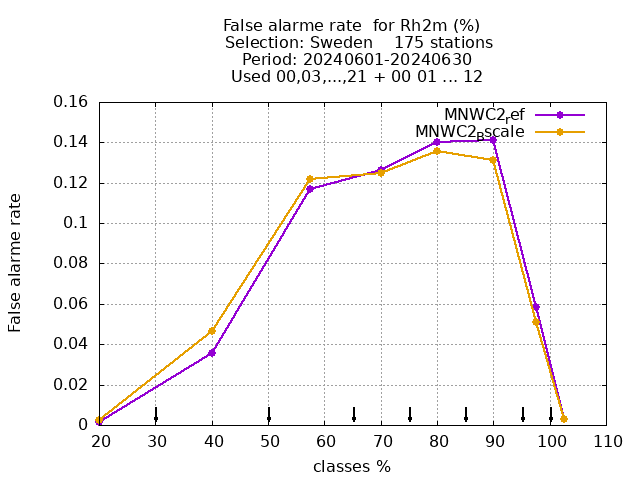 False alarme rate  for Rh2m (%)
Selection: Sweden    175 stations
Period: 20240601-20240630
Used 00,03,...,21 + 00 01 ... 12
MNWC2_ref
MNWC2_Bscale
0.16
0.14
0.12
0.1
0.08
0.06
0.04
0.02
0
False alarme rate
20 30 40 50 60 70 80 90 100 110
classes %